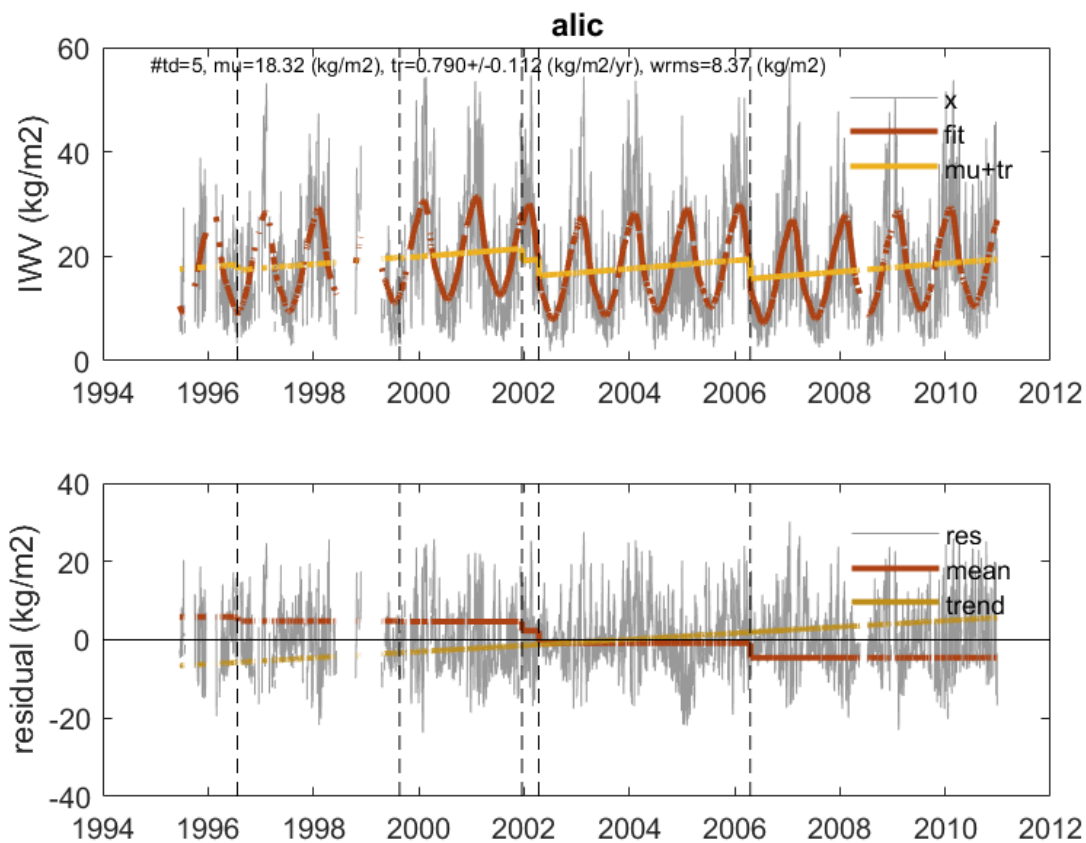 alic
#td=5, mu=18.32 (kg/m2), tr=0.790+/-0.112 (kg/m2/yr), wrms=8.37 (kg/m2)
60
40
20
0
IWV (kg/m2)
x
fit
mu+tr
1994 1996 1998 2000 2002 2004 2006 2008 2010 2012
40
20
0
-20
-40
residual (kg/m2)
res
mean
trend
1994 1996 1998 2000 2002 2004 2006 2008 2010 2012